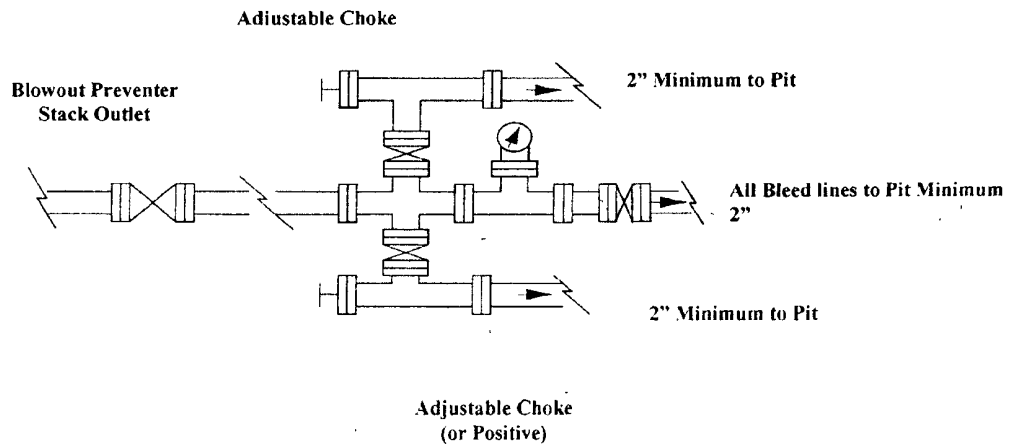 Adjustable Choke
Blowout Preventer
Stack Outlet
2” Minimum to Pit
All Bleed lines to Pit Minimum
2”
2” Minimum to Pit
Adjustable Choke
(or Positive)